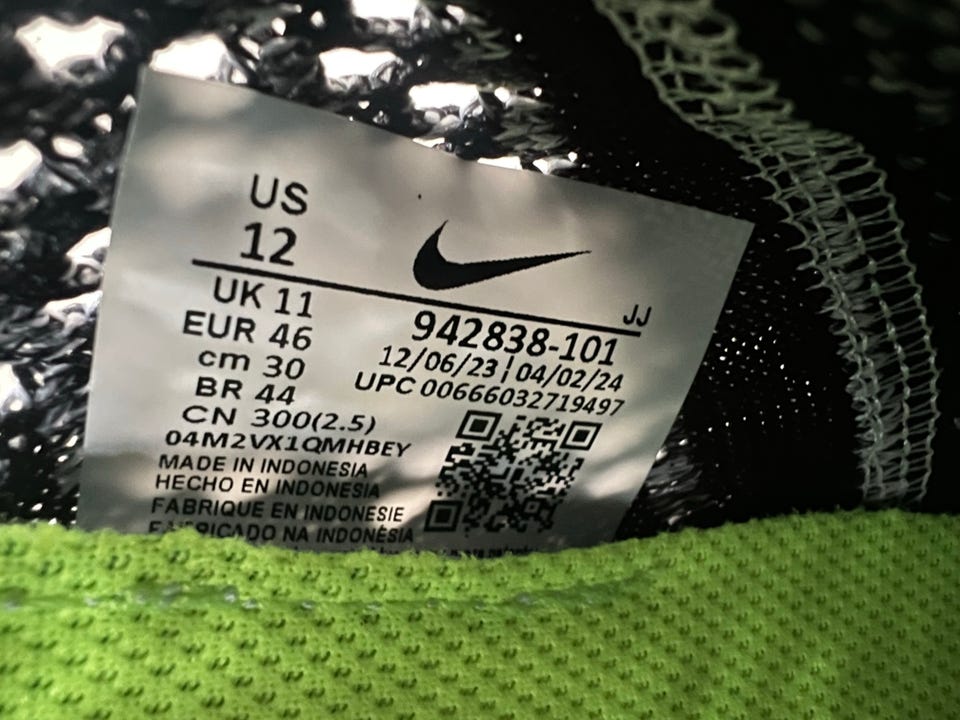 US
12
UK 11
EUR 46
cm 30
BR 44
CN 300(2.5)
04M2VX1QMHBEY
MADE IN INDONESIA
HECHO EN INDONESIA
FABRIQUE EN INDONESIE
FABRICADO NA INDONÉSIA
JJ
942838-101
12/06/23 ¦ 04/02/24
UPC 00666032719497